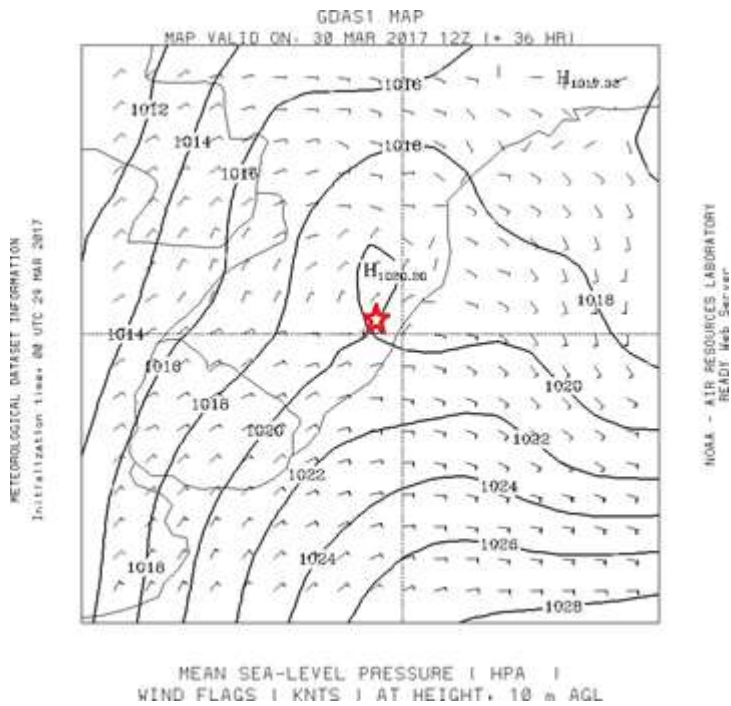 GDAS1 MAP
MAP VALID ON. 30 MAR 2017 12Z (+ 36 HR)
1016
H
1012
1014
1018
1016
H
1018
1014
1016
1020
1018
1020
1022
1022
1024
1026
1024
1018
1028
METEOROLOGICAL DATASET INFORMATION
Initialization time. 00 UTC 29 MAR 2017
NOAA - AIR RESOURCES LABORATORY
READY Web Server
MEAN SEA-LEVEL PRESSURE ( HPA )
WIND FLAGS ( KNTS ) AT HEIGHT. 10 m AGL